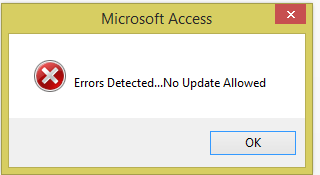 Microsoft Access
Errors Detected...No Update Allowed
OK